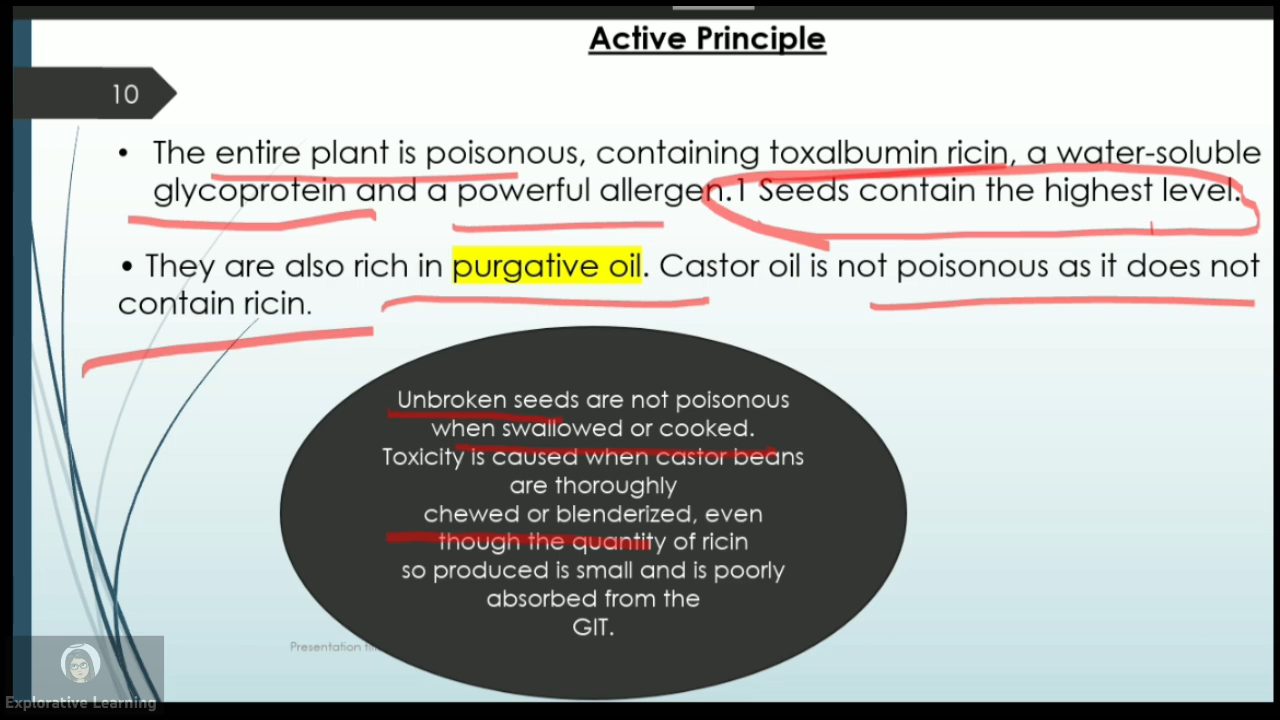 Active Principle
10
• The entire plant is poisonous, containing toxalbumin ricin, a water-soluble
glycoprotein and a powerful allergen.1 Seeds contain the highest level.
• They are also rich in purgative oil. Castor oil is not poisonous as it does not
contain ricin.
Unbroken seeds are not poisonous
when swallowed or cooked.
Toxicity is caused when castor beans
are thoroughly
chewed or blenderized, even
though the quantity of ricin
so produced is small and is poorly
absorbed from the
GIT.
Presentation
Explorative Learning